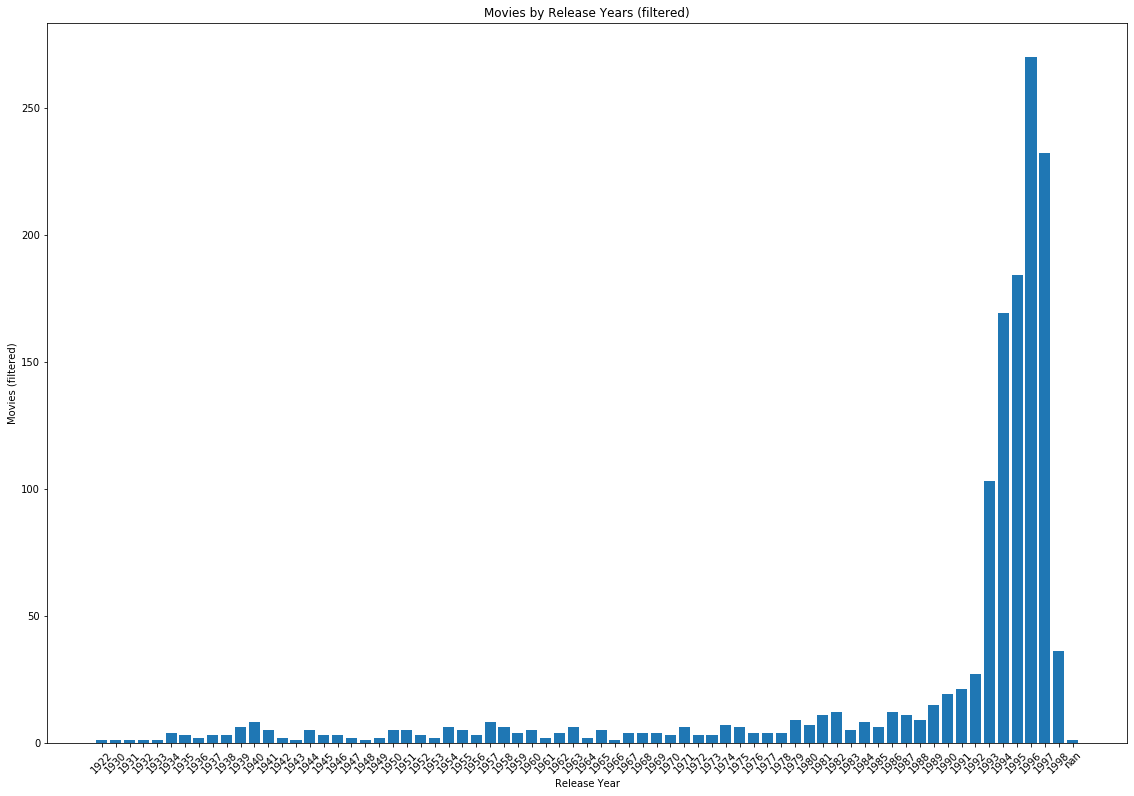 Movies by Release Years (filtered)
Movies (filtered)
250
200
150
100
50
0
1922 1930 1931 1932 1933 1934 1935 1936 1937 1938 1939 1940 1941 1942 1943 1944 1945 1946 1947 1948 1949 1950 1951 1952 1953 1954 1955 1956 1957 1958 1959 1960 1961 1962 1963 1964 1965 1966 1967 1968 1969 1970 1971 1972 1973 1974 1975 1976 1977 1978 1979 1980 1981 1982 1983 1984 1985 1986 1987 1988 1989 1990 1991 1992 1993 1994 1995 1996 1997 1998 nan
Release Year